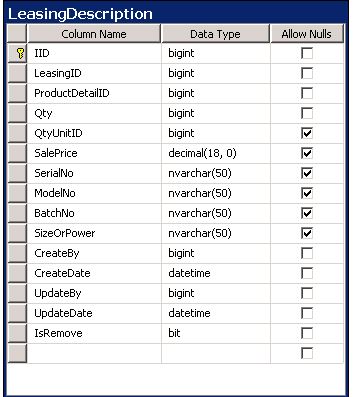 LeasingDescription
Column Name Data Type Allow Nulls
IID bigint
LeasingID bigint
ProductDetailID bigint
Qty bigint
QtyUnitID bigint
SalePrice decimal(18, 0)
SerialNo nvarchar(50)
ModelNo nvarchar(50)
BatchNo nvarchar(50)
SizeOrPower nvarchar(50)
CreateBy bigint
CreateDate datetime
UpdateBy bigint
UpdateDate datetime
IsRemove bit